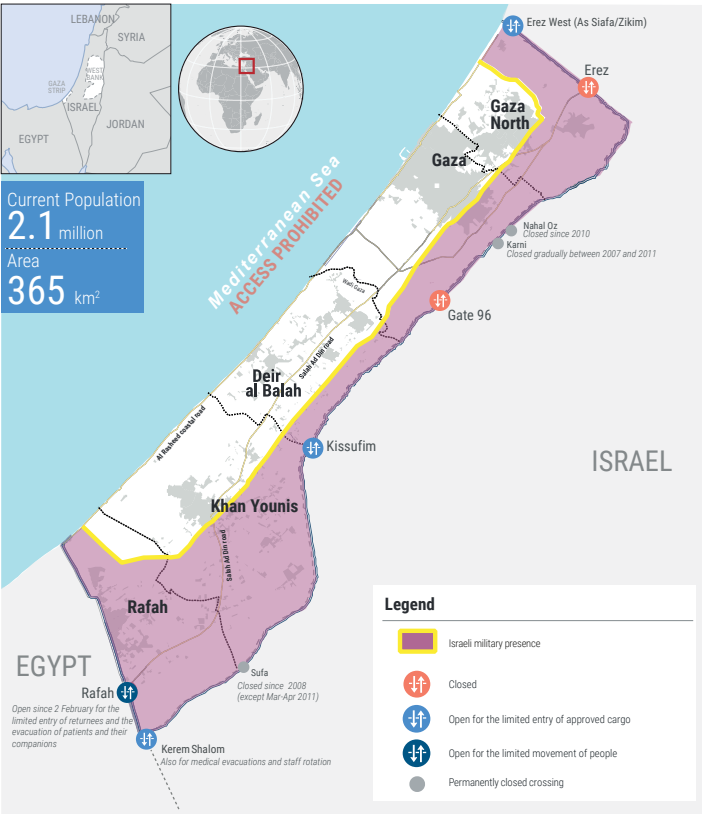 LEBANON
SYRIA
WEST
BANK
GAZA
STRIP
ISRAEL
JORDAN
EGYPT
Current Population
2.1 million
Area
365 km²
Mediterranean Sea
ACCESS PROHIBITED
Erez West (As Siafa/Zikim)
Erez
Gaza
North
Gaza
Nahal Oz
Closed since 2010
Karni
Closed gradually between 2007 and 2011
Wadi Gaza
Gate 96
Salah Ad Din road
Deir
al Balah
Al Rasheed coastal road
Kissufim
ISRAEL
Khan Younis
Salah Ad Din road
Rafah
EGYPT
Sufa
Closed since 2008
(except Mar-Apr 2011)
Rafah
Open since 2 February for the
limited entry of returnees and the
evacuation of patients and their
companions
Kerem Shalom
Also for medical evacuations and staff rotation
Legend
Israeli military presence
Closed
Open for the limited entry of approved cargo
Open for the limited movement of people
Permanently closed crossing